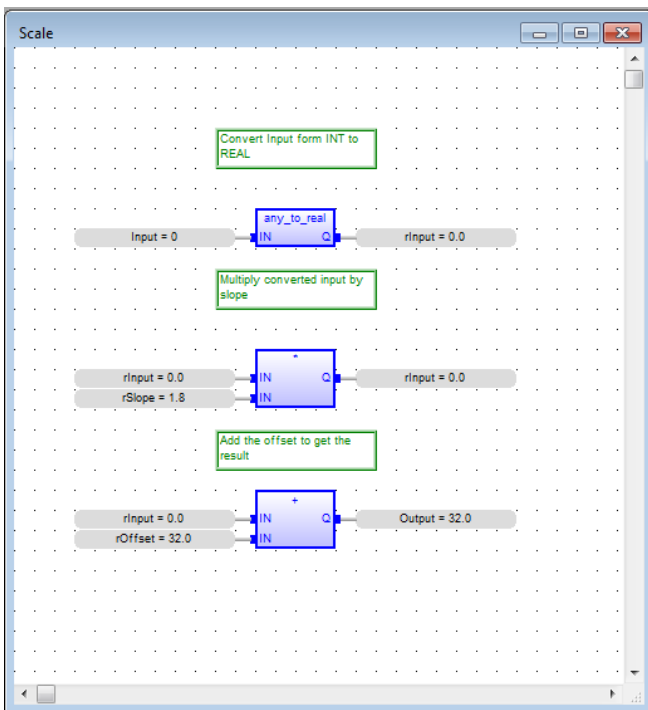 Scale
Convert Input form INT to
REAL
any_to_real
Input = 0 IN Q rInput = 0.0
Multiply converted input by
slope
*
rInput = 0.0 IN Q rInput = 0.0
rSlope = 1.8 IN
Add the offset to get the
result
+
rInput = 0.0 IN Q Output = 32.0
rOffset = 32.0 IN